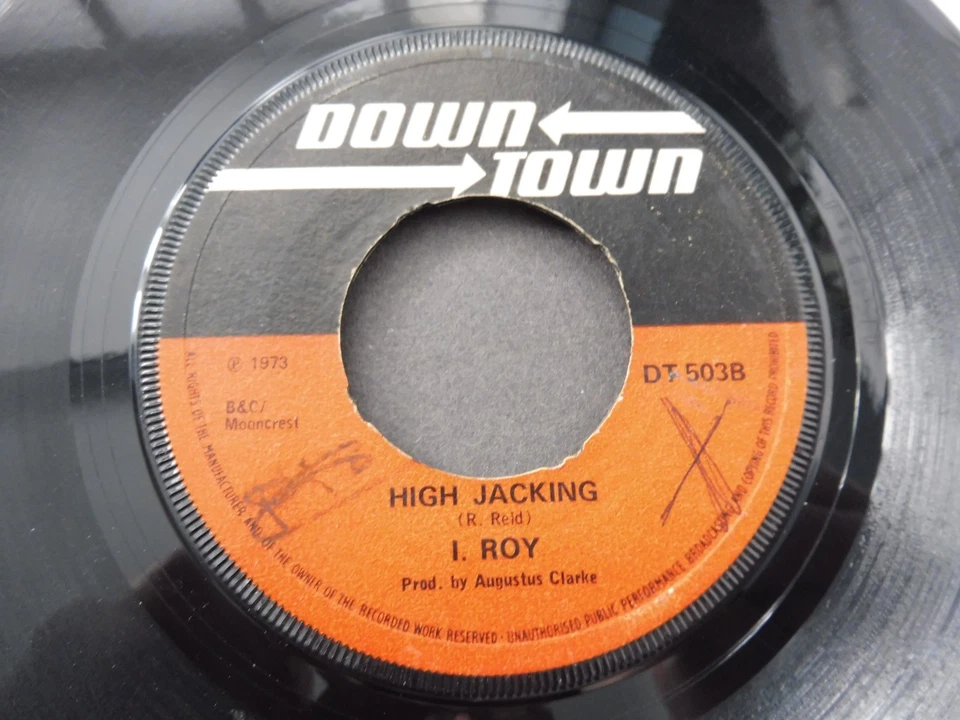 DOWN
TOWN
℗ 1973
DT 503B
B&C/
Mooncrest
HIGH JACKING
(R. Reid)
I. ROY
Prod. by Augustus Clarke
ALL RIGHTS OF THE MANUFACTURER AND OF THE OWNER OF THE RECORDED WORK RESERVED · UNAUTHORISED PUBLIC PERFORMANCE BROADCASTING AND COPYING OF THIS RECORD PROHIBITED